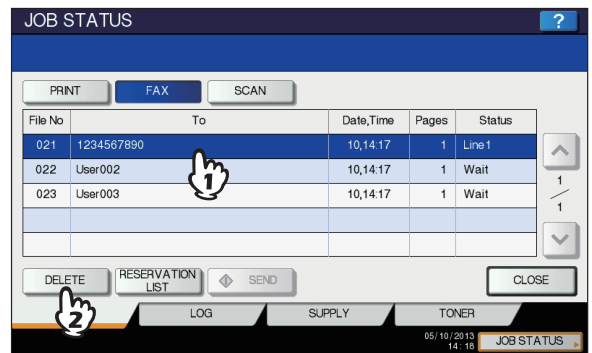 JOB STATUS ?
PRINT FAX SCAN
File No To Date,Time Pages Status
021 1234567890 10,14:17 1 Line1
022 User002 10,14:17 1 Wait
023 User003 10,14:17 1 Wait
1
1
1
DELETE RESERVATION LIST SEND CLOSE
2
LOG SUPPLY TONER
05/10/2013
14:18 JOB STATUS